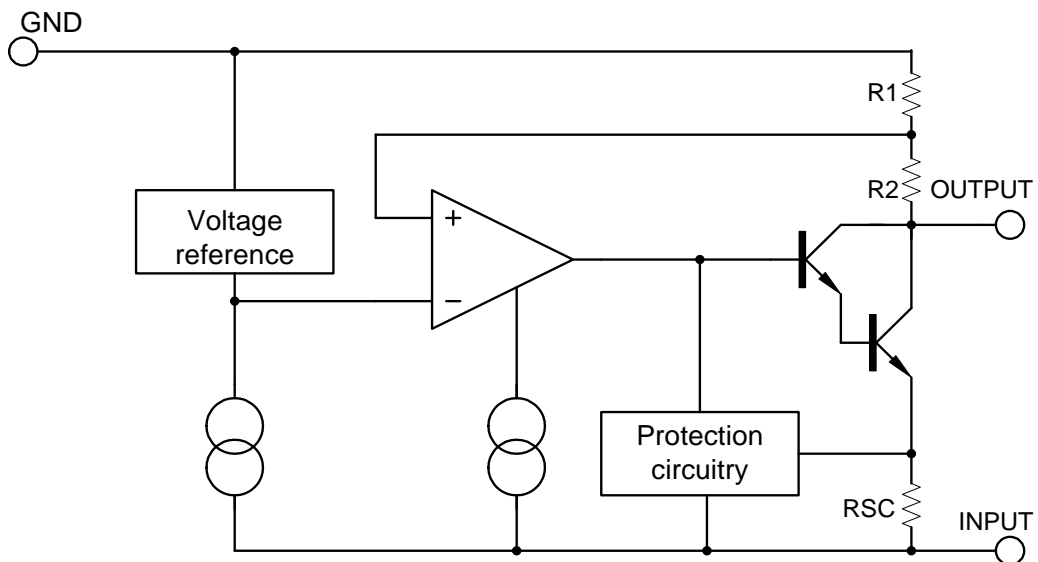 GND
R1
R2
OUTPUT
Voltage
reference
+
−
Protection
circuitry
RSC
INPUT